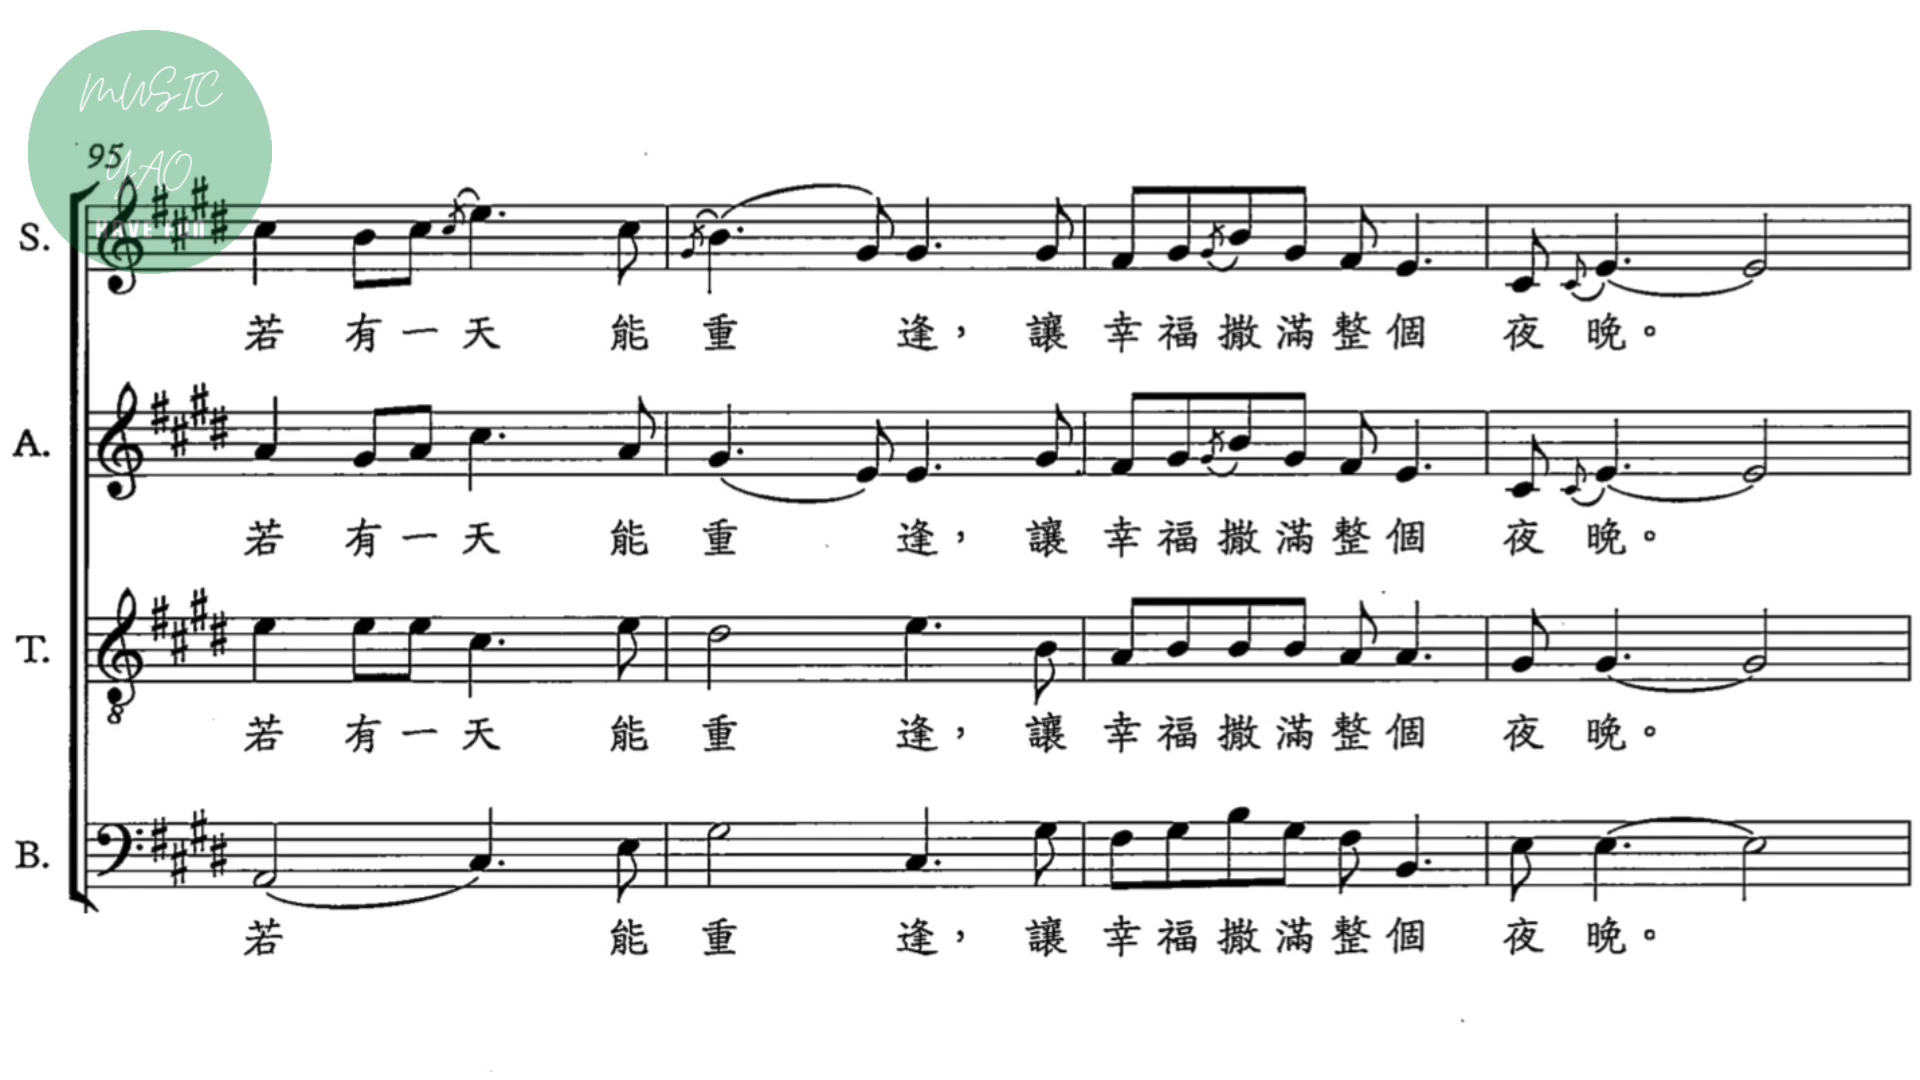 MUSIC
YAO
HAVE FUN
95
S.
若 有 一 天 能 重 逢， 讓 幸 福 撒 滿 整 個 夜 晚。
A.
若 有 一 天 能 重 逢， 讓 幸 福 撒 滿 整 個 夜 晚。
T.
8
若 有 一 天 能 重 逢， 讓 幸 福 撒 滿 整 個 夜 晚。
B.
若 能 重 逢， 讓 幸 福 撒 滿 整 個 夜 晚。